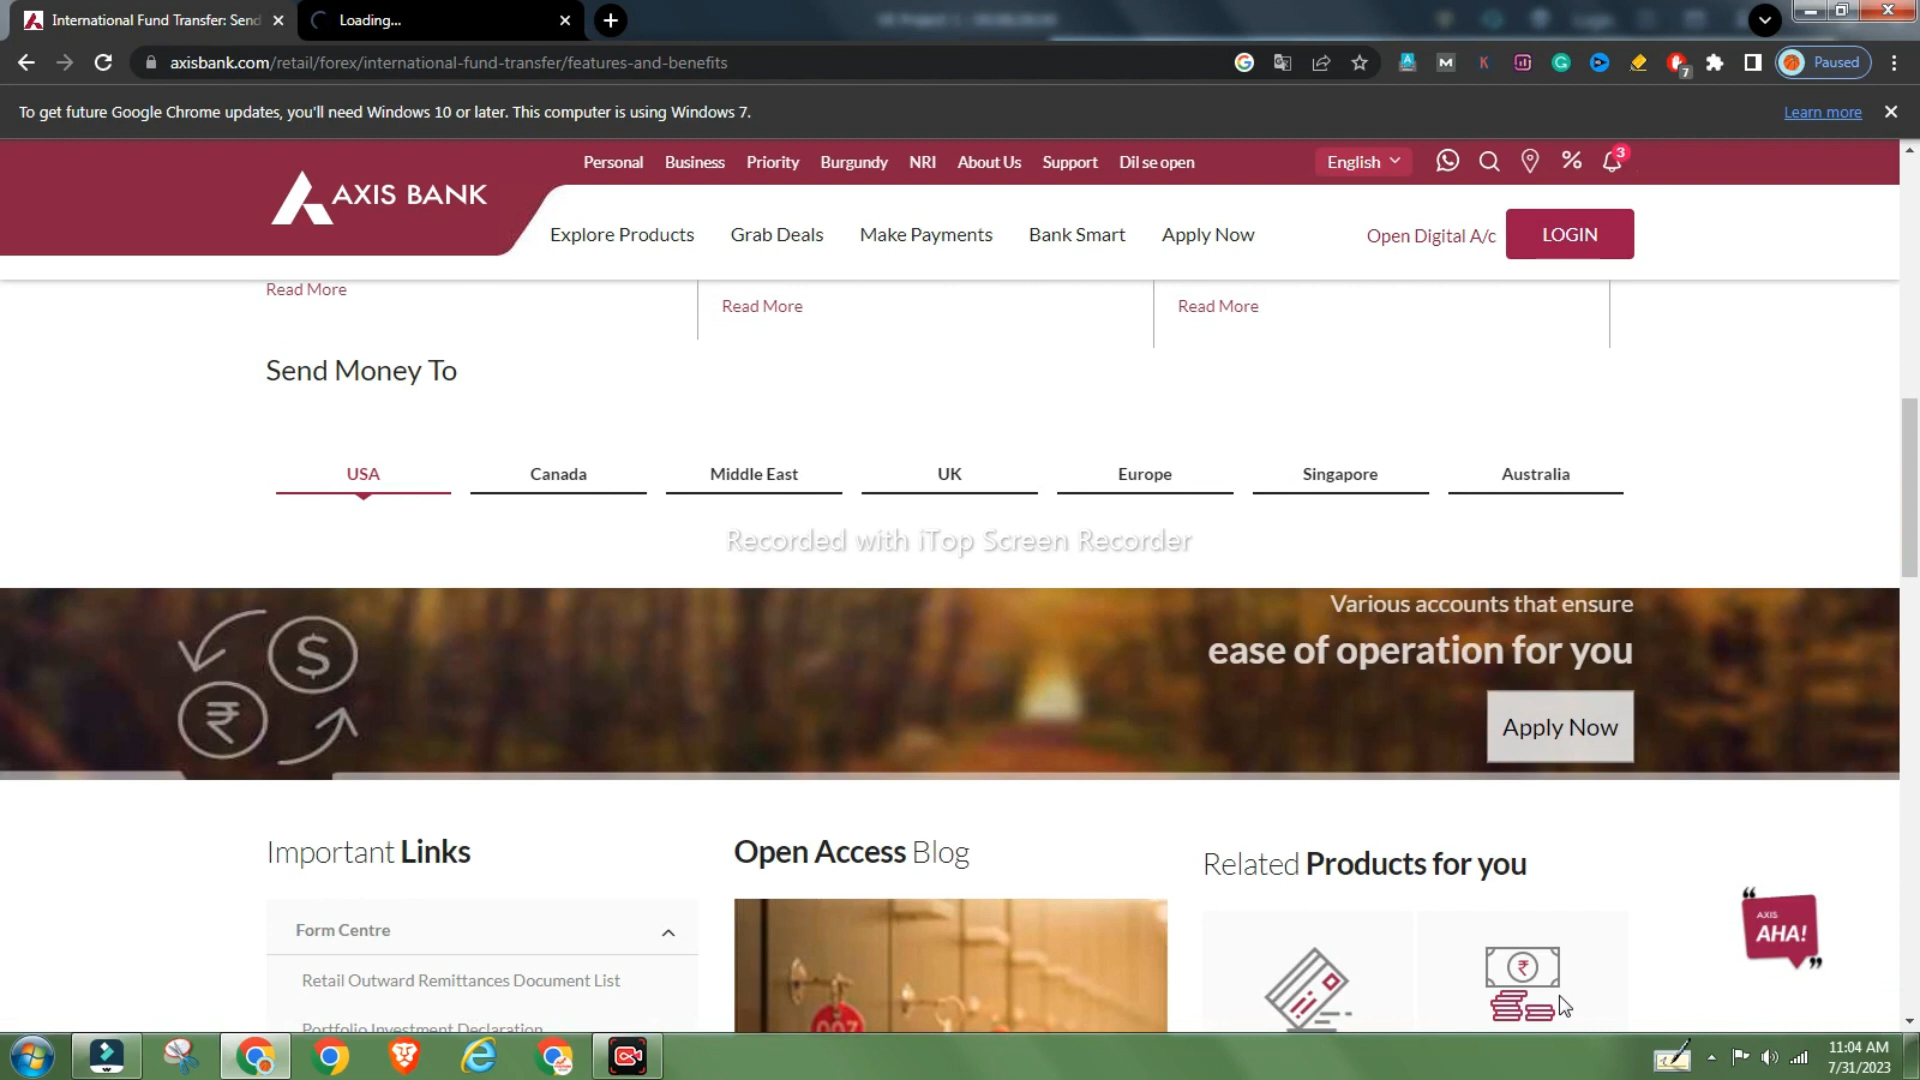 International Fund Transfer: Send
Loading...
axisbank.com/retail/forex/international-fund-transfer/features-and-benefits
7
Paused
To get future Google Chrome updates, you'll need Windows 10 or later. This computer is using Windows 7.
Learn more
Personal Business Priority Burgundy NRI About Us Support Dil se open
English
3
AXIS BANK
Explore Products Grab Deals Make Payments Bank Smart Apply Now
Open Digital A/c
LOGIN
Read More
Read More
Read More
Send Money To
USA Canada Middle East UK Europe Singapore Australia
Recorded with iTop Screen Recorder
Various accounts that ensure
ease of operation for you
Apply Now
Important Links
Open Access Blog
Related Products for you
Form Centre
Retail Outward Remittances Document List
Portfolio Investment Declaration
007
AXIS
AHA!
11:04 AM
7/31/2023